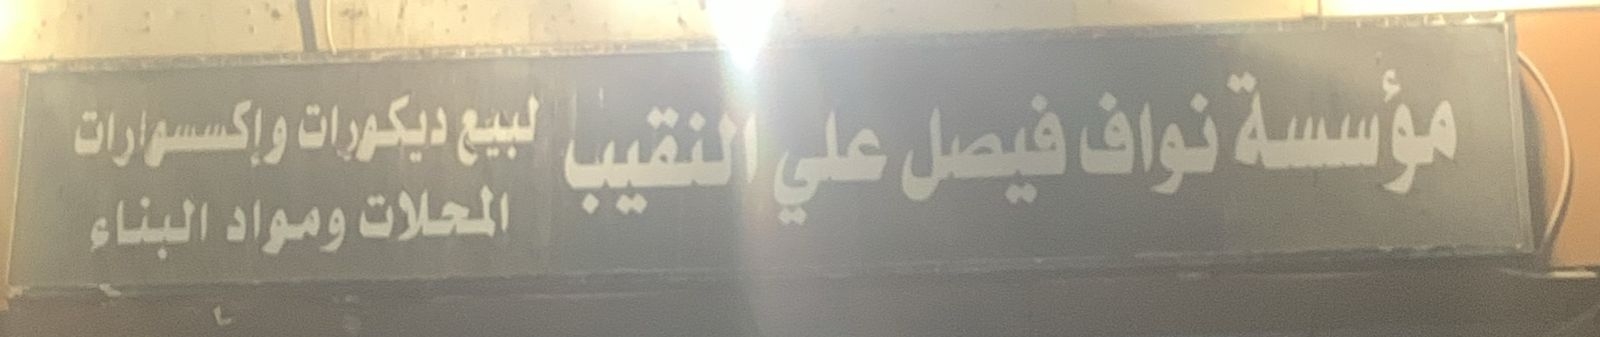 مؤسسة نواف فيصل علي النقيب
لبيع ديكورات وإكسسوارات
المحلات ومواد البناء